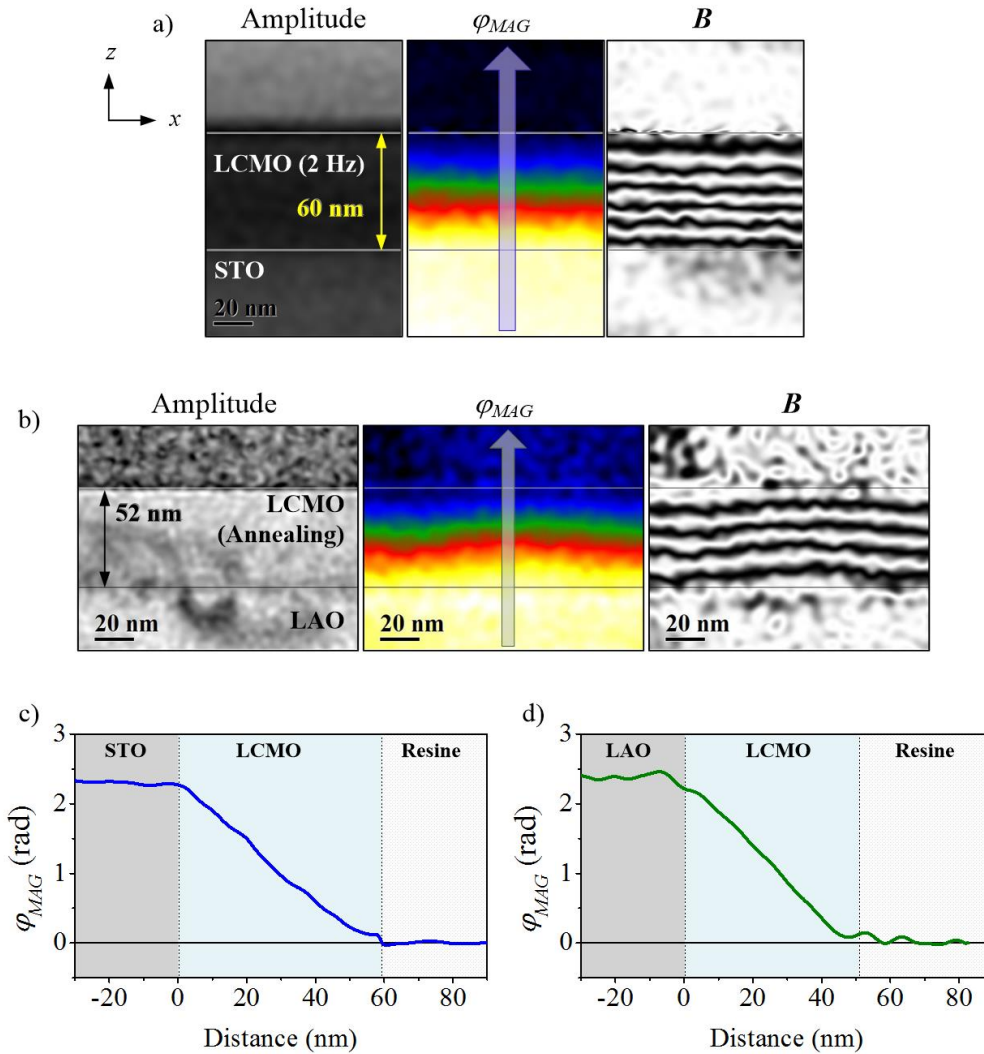 a)
Amplitude
φMAG
B
z
x
LCMO (2 Hz)
60 nm
STO
20 nm
b)
Amplitude
φMAG
B
52 nm
LCMO
(Annealing)
LAO
20 nm
20 nm
20 nm
c)
3
2
1
0
STO
LCMO
Resine
φMAG (rad)
-20 0 20 40 60 80
Distance (nm)
d)
3
2
1
0
LAO
LCMO
Resine
φMAG (rad)
-20 0 20 40 60 80
Distance (nm)